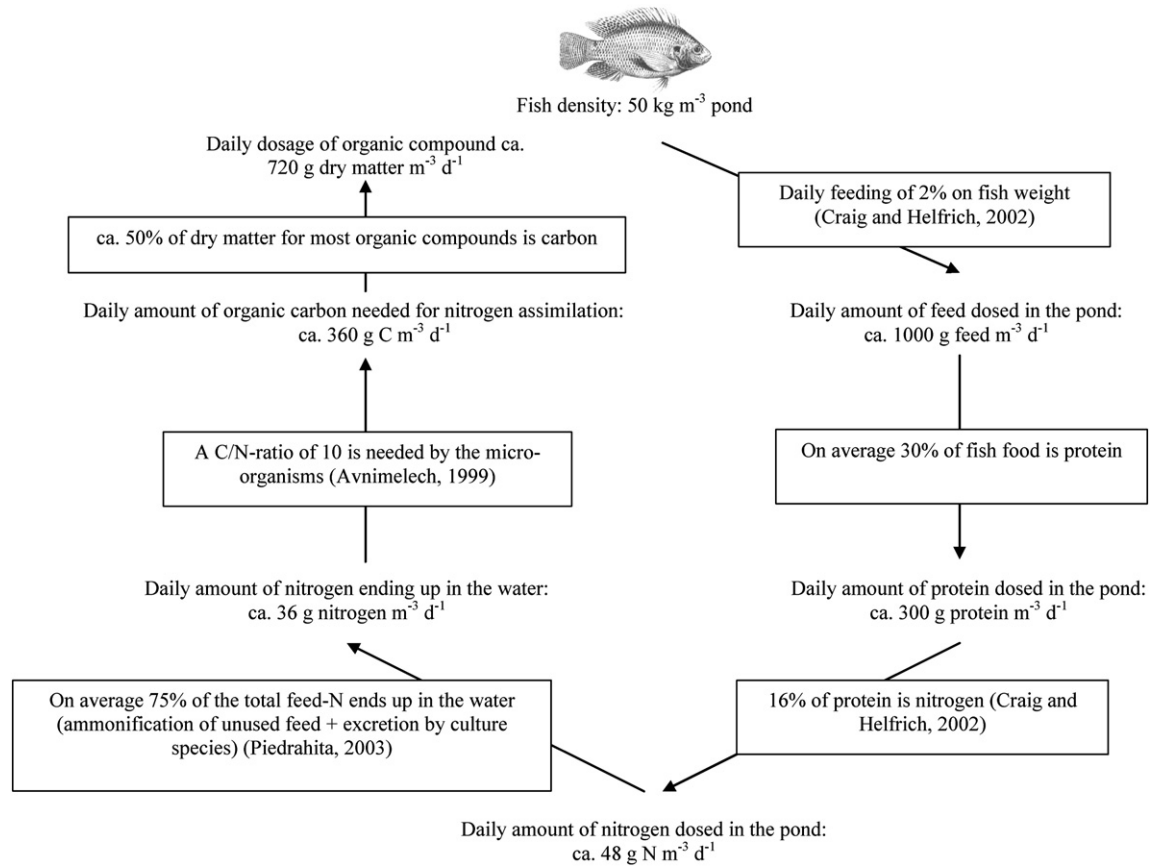 Fish density: 50 kg m⁻³ pond
Daily feeding of 2% on fish weight
(Craig and Helfrich, 2002)
Daily amount of feed dosed in the pond:
ca. 1000 g feed m⁻³ d⁻¹
On average 30% of fish food is protein
Daily amount of protein dosed in the pond:
ca. 300 g protein m⁻³ d⁻¹
16% of protein is nitrogen (Craig and
Helfrich, 2002)
Daily amount of nitrogen dosed in the pond:
ca. 48 g N m⁻³ d⁻¹
On average 75% of the total feed-N ends up in the water
(ammonification of unused feed + excretion by culture
species) (Piedrahita, 2003)
Daily amount of nitrogen ending up in the water:
ca. 36 g nitrogen m⁻³ d⁻¹
A C/N-ratio of 10 is needed by the micro-
organisms (Avnimelech, 1999)
Daily amount of organic carbon needed for nitrogen assimilation:
ca. 360 g C m⁻³ d⁻¹
ca. 50% of dry matter for most organic compounds is carbon
Daily dosage of organic compound ca.
720 g dry matter m⁻³ d⁻¹